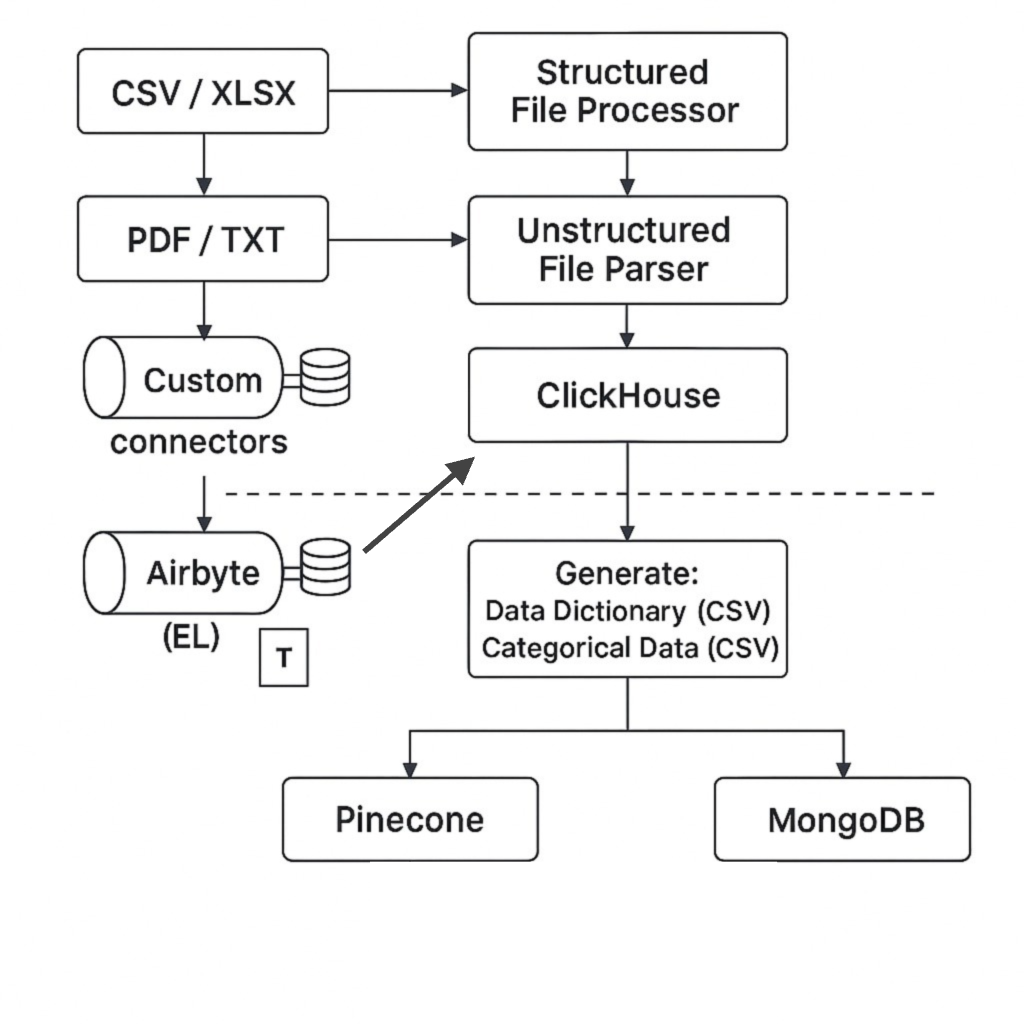 CSV / XLSX
Structured
File Processor
PDF / TXT
Unstructured
File Parser
Custom
connectors
ClickHouse
Airbyte
(EL)
T
Generate:
Data Dictionary (CSV)
Categorical Data (CSV)
Pinecone
MongoDB